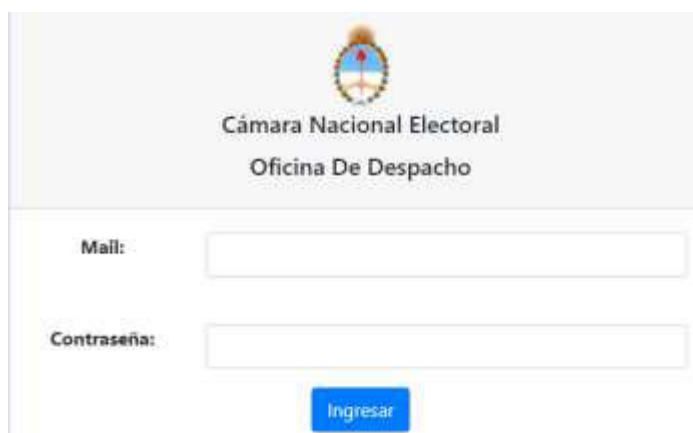 Cámara Nacional Electoral
Oficina De Despacho
Mail:
Contraseña:
Ingresar